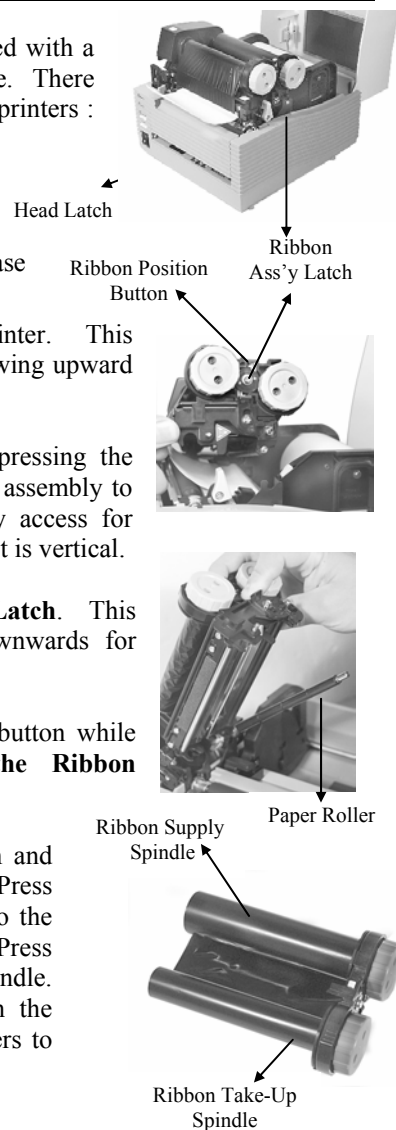 ed with a
e. There
printers :
Head Latch
Ribbon
Ass'y Latch
ase
Ribbon Position
Button
inter. This
wing upward
pressing the
assembly to
y access for
t is vertical.
Latch. This
wnwards for
button while
he Ribbon
Paper Roller
Ribbon Supply
Spindle
n and
Press
o the
Press
ndle.
n the
ers to
Ribbon Take-Up
Spindle